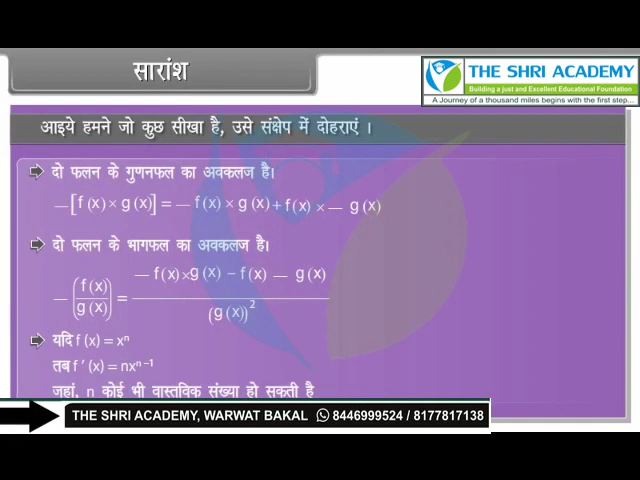 सारांश
THE SHRI ACADEMY
Building a just and Excellent Educational Foundation
A Journey of a thousand miles begins with the first step...
आइये हमने जो कुछ सीखा है, उसे संक्षेप में दोहराएं ।
दो फलन के गुणनफल का अवकलज है।
—[f(x) × g(x)] = — f(x) × g(x) + f(x) × — g(x)
दो फलन के भागफल का अवकलज है।
—(f(x)/g(x)) = (— f(x) × g(x) – f(x) — g(x))/(g(x))²
यदि f (x) = xⁿ
तब f ′ (x) = nxⁿ⁻¹
जहां, n कोई भी वास्तविक संख्या हो सकती है
THE SHRI ACADEMY, WARWAT BAKAL 8446999524 / 8177817138